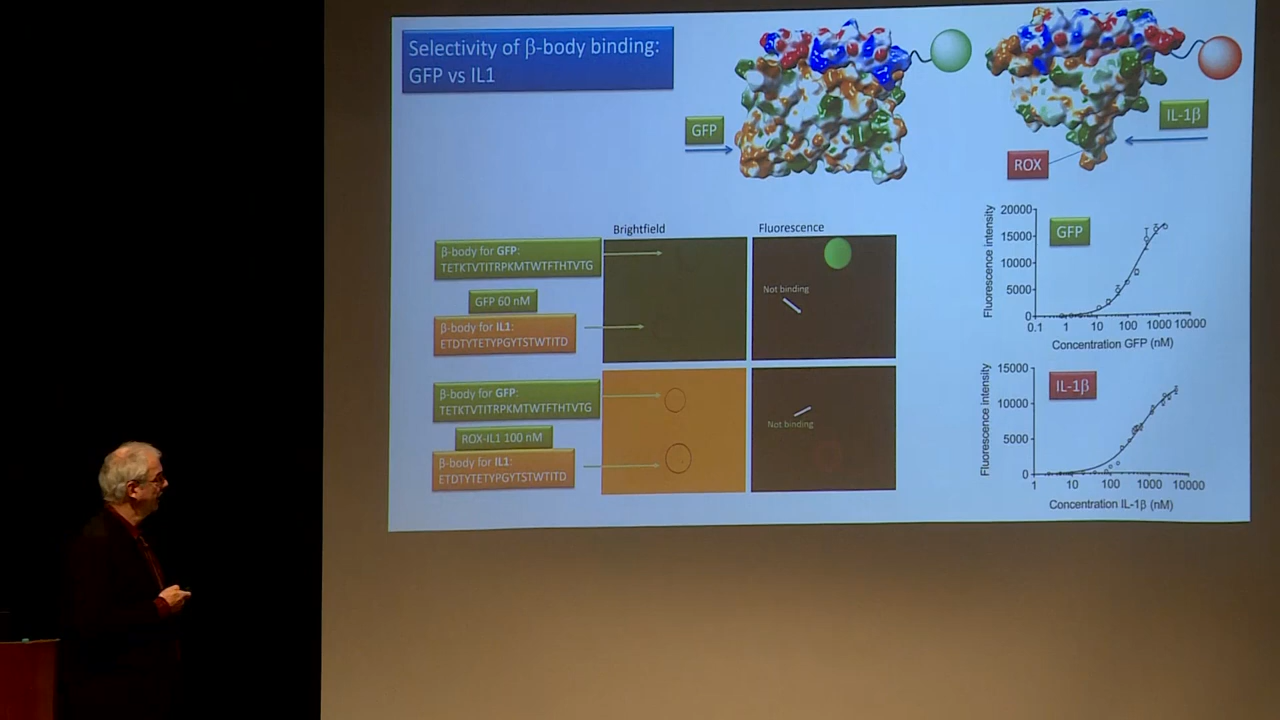 Selectivity of β-body binding:
GFP vs IL1
GFP
IL-1β
ROX
Brightfield
Fluorescence
β-body for GFP:
TETKTVTITRPKMTWTFTHTVTG
GFP 60 nM
β-body for IL1:
ETDTYTETYPGYTSTWTITD
Not binding
β-body for GFP:
TETKTVTITRPKMTWTFTHTVTG
ROX-IL1 100 nM
β-body for IL1:
ETDTYTETYPGYTSTWTITD
Not binding
Fluorescence intensity
20000
15000
10000
5000
0
GFP
0.1 1 10 100 1000 10000
Concentration GFP (nM)
Fluorescence intensity
15000
10000
5000
0
IL-1β
1 10 100 1000 10000
Concentration IL-1β (nM)